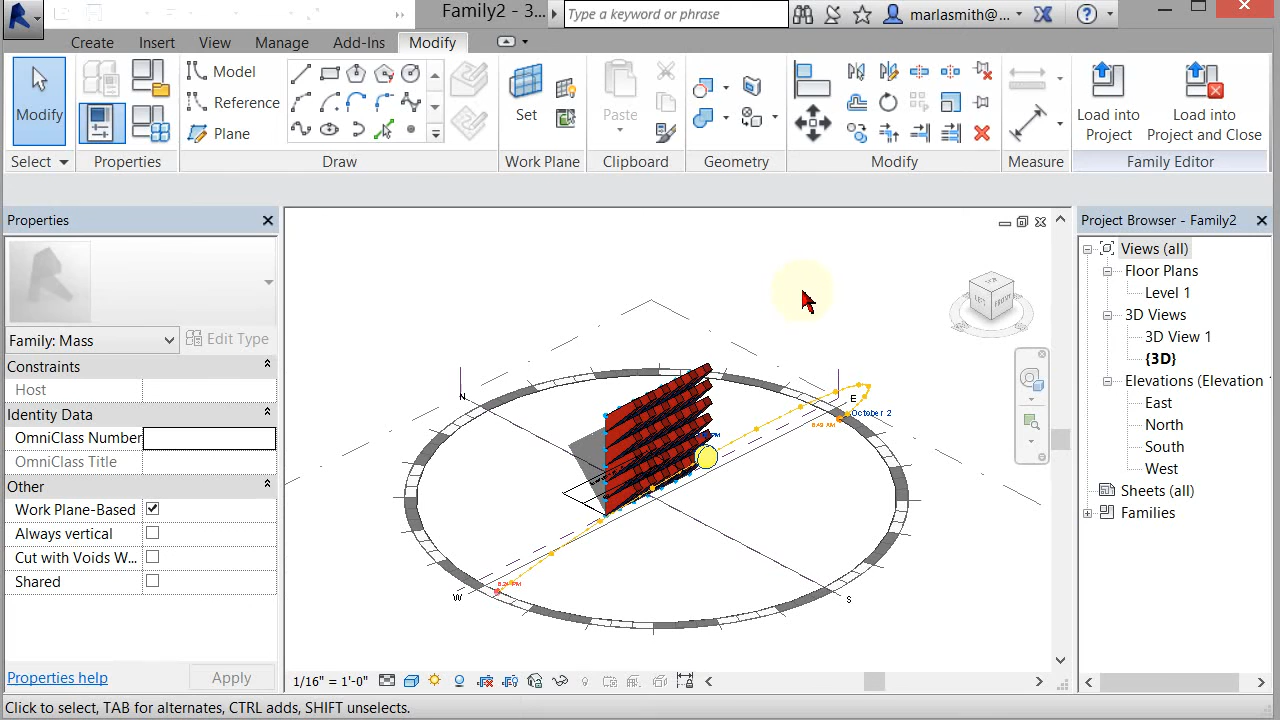 Family2 - 3...
Type a keyword or phrase
marlasmith@...
Create Insert View Manage Add-Ins Modify
Modify
Model
Reference
Plane
Set
Paste
Load into Project
Load into Project and Close
Select Properties Draw Work Plane Clipboard Geometry Modify Measure Family Editor
Properties
Family: Mass
Edit Type
Constraints
Host
Identity Data
OmniClass Number
OmniClass Title
Other
Work Plane-Based
Always vertical
Cut with Voids W...
Shared
Properties help
Apply
LEFT
FRONT
N
E
October 2
W
S
1/16" = 1'-0"
Project Browser - Family2
Views (all)
Floor Plans
Level 1
3D Views
3D View 1
{3D}
Elevations (Elevation
East
North
South
West
Sheets (all)
Families
Click to select, TAB for alternates, CTRL adds, SHIFT unselects.